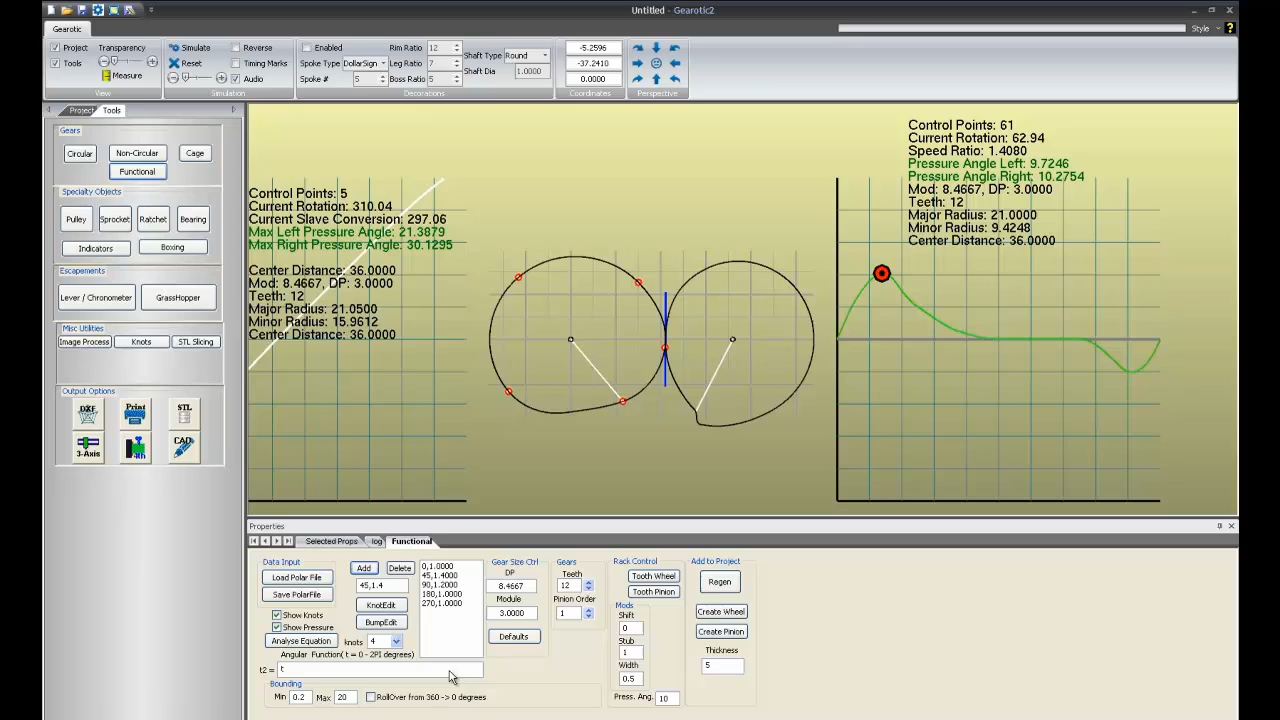 Untitled - Gearotic2
Gearotic
Style
Project
Transparency
Tools
Measure
View
Simulate
Reverse
Reset
Timing Marks
Audio
Simulation
Enabled
Rim Ratio 12
Spoke Type DollarSign
Leg Ratio 7
Spoke # 5
Boss Ratio 5
Shaft Type Round
Shaft Dia 1.0000
Decorations
-5.2596
-37.2410
0.0000
Coordinates
Perspective
Project
Tools
Gears
Circular
Non-Circular
Cage
Functional
Specialty Objects
Pulley
Sprocket
Ratchet
Bearing
Indicators
Boxing
Escapements
Lever / Chronometer
GrassHopper
Misc Utilities
Image Process
Knots
STL Slicing
Output Options
DXF
Print
STL
3-Axis
4th
CAD
Control Points: 5
Current Rotation: 310.04
Current Slave Conversion: 297.06
Max Left Pressure Angle: 21.3879
Max Right Pressure Angle: 30.1295
Center Distance: 36.0000
Mod: 8.4667, DP: 3.0000
Teeth: 12
Major Radius: 21.0500
Minor Radius: 15.9612
Center Distance: 36.0000
Control Points: 61
Current Rotation: 62.94
Speed Ratio: 1.4080
Pressure Angle Left: 9.7246
Pressure Angle Right: 10.2754
Mod: 8.4667, DP: 3.0000
Teeth: 12
Major Radius: 21.0000
Minor Radius: 9.4248
Center Distance: 36.0000
Properties
Selected Props
log
Functional
Data Input
Load Polar File
Save PolarFile
Show Knots
Show Pressure
Analyse Equation
Add
Delete
45,1.4
KnotEdit
BumpEdit
knots 4
0,1.0000
45,1.4000
90,1.2000
180,1.0000
270,1.0000
Angular Function( t = 0 - 2PI degrees)
t2 = t
Bounding
Min 0.2 Max 20
RollOver from 360 -> 0 degrees
Gear Size Ctrl
DP
8.4667
Module
3.0000
Defaults
Gears
Teeth
12
Pinion Order
1
Rack Control
Tooth Wheel
Tooth Pinion
Mods
Shift
0
Stub
1
Width
0.5
Press. Ang. 10
Add to Project
Regen
Create Wheel
Create Pinion
Thickness
5